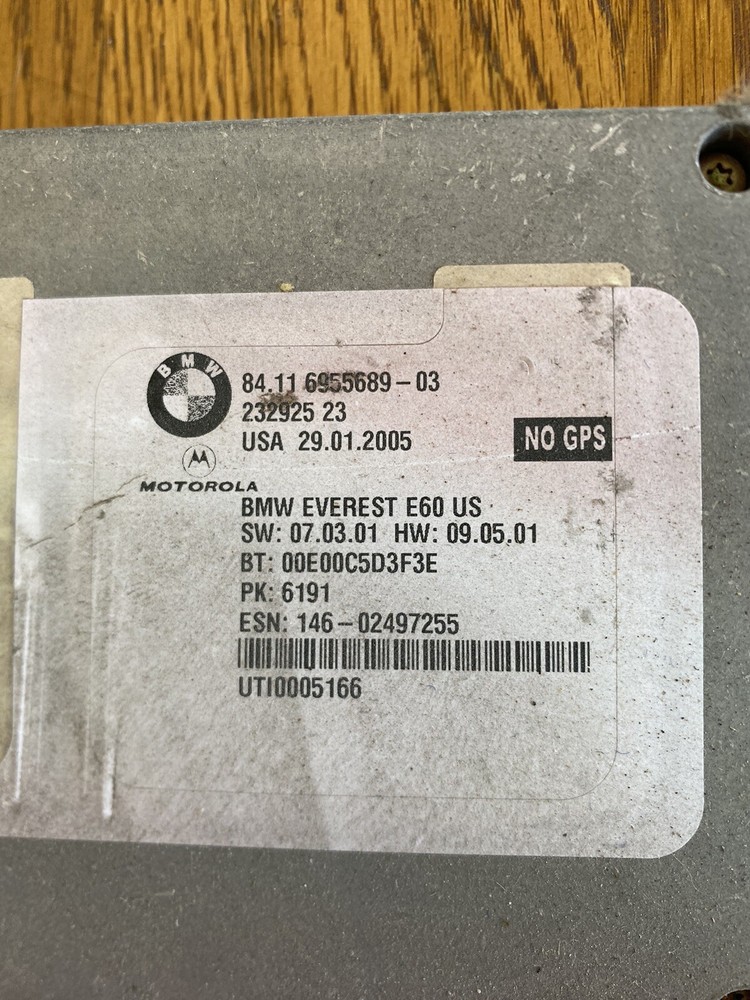 BMW
84.11 6955689-03
232925 23
USA 29.01.2005
NO GPS
MOTOROLA
BMW EVEREST E60 US
SW: 07.03.01 HW: 09.05.01
BT: 00E00C5D3F3E
PK: 6191
ESN: 146-02497255
UTI0005166